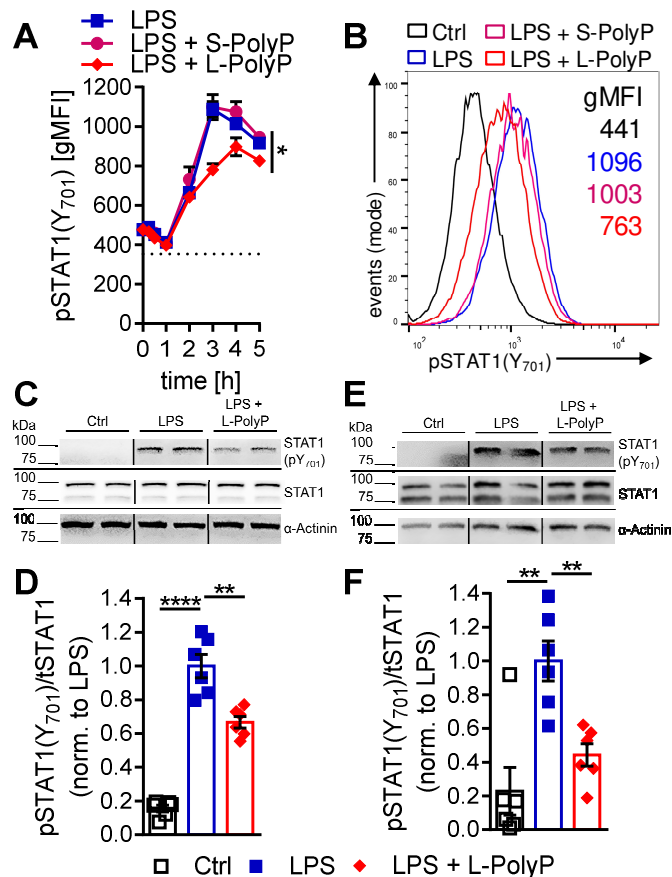 A
LPS
LPS + S-PolyP
LPS + L-PolyP
pSTAT1(Y701) [gMFI]
1200
1000
800
600
400
200
0
0 1 2 3 4 5
time [h]
*
B
Ctrl
LPS + S-PolyP
LPS
LPS + L-PolyP
events (mode)
100
80
60
40
20
0
gMFI
441
1096
1003
763
10² 10³ 10⁴
pSTAT1(Y701)
C
kDa
Ctrl
LPS
LPS +
L-PolyP
100
75
STAT1
(pY701)
100
75
STAT1
100
75
α-Actinin
E
kDa
Ctrl
LPS
LPS +
L-PolyP
100
75
STAT1
(pY701)
100
75
STAT1
100
75
α-Actinin
D
pSTAT1(Y701)/tSTAT1
(norm. to LPS)
1.4
1.2
1.0
0.8
0.6
0.4
0.2
0.0
**** **
F
pSTAT1(Y701)/tSTAT1
(norm. to LPS)
1.4
1.2
1.0
0.8
0.6
0.4
0.2
0.0
** **
Ctrl LPS LPS + L-PolyP